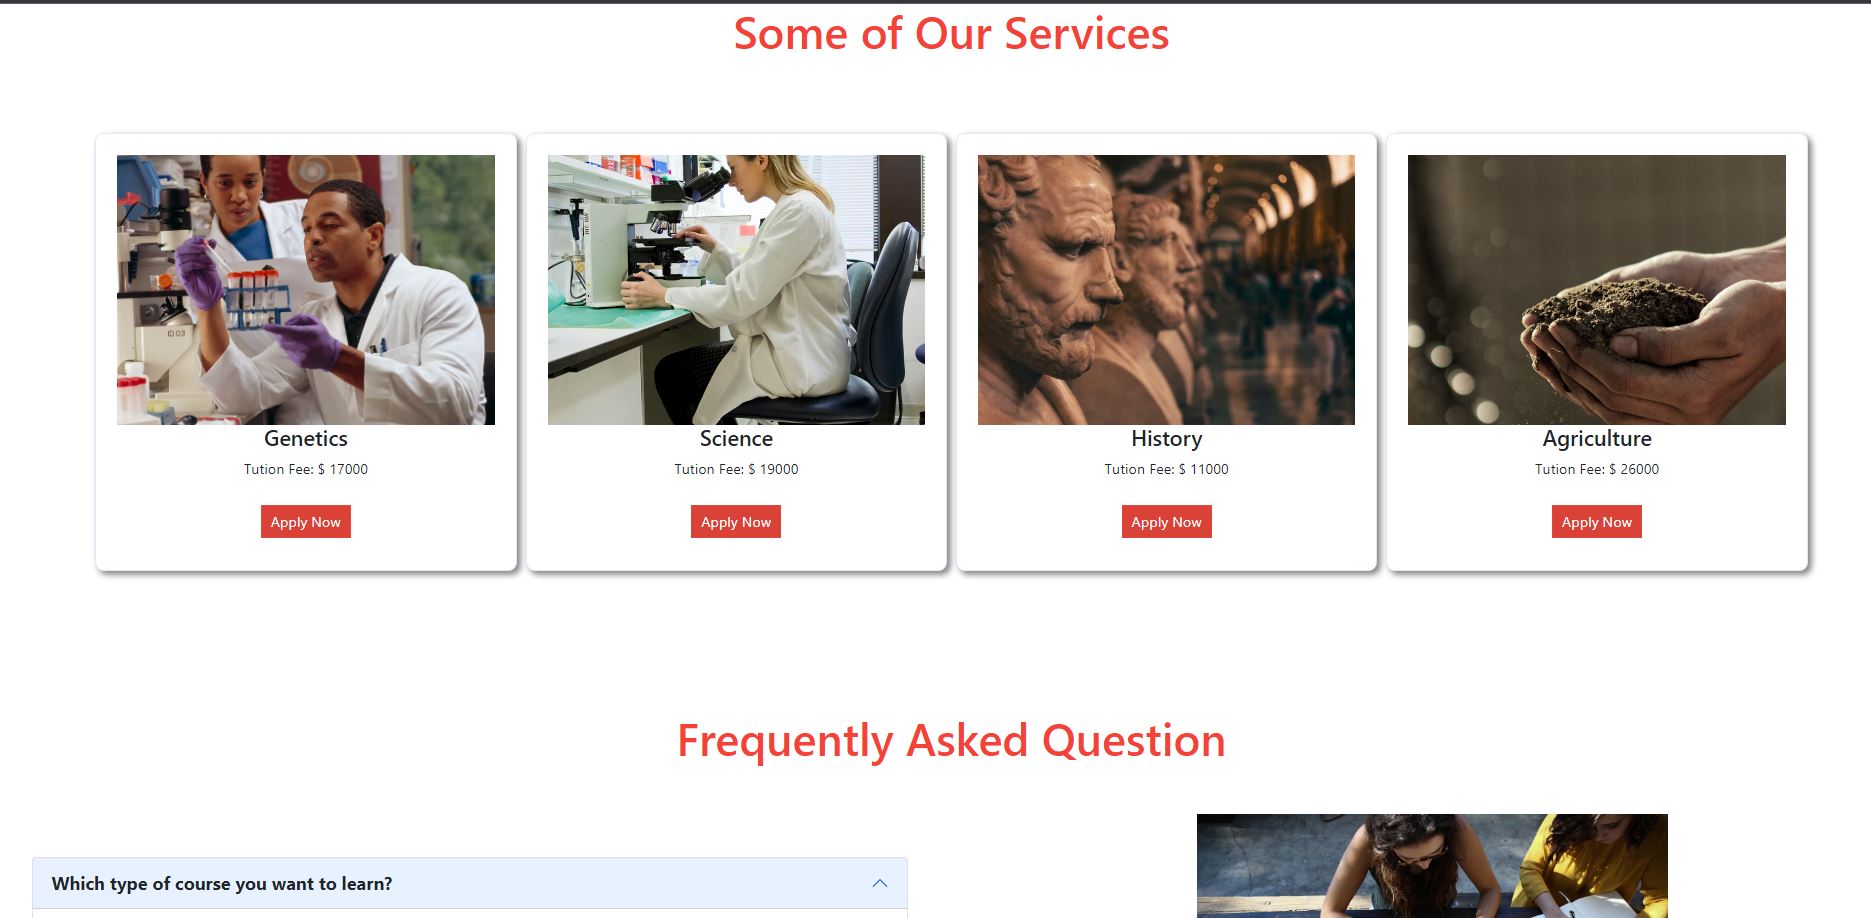 Some of Our Services
Genetics
Tution Fee: $ 17000
Apply Now
Science
Tution Fee: $ 19000
Apply Now
History
Tution Fee: $ 11000
Apply Now
Agriculture
Tution Fee: $ 26000
Apply Now
Frequently Asked Question
Which type of course you want to learn?